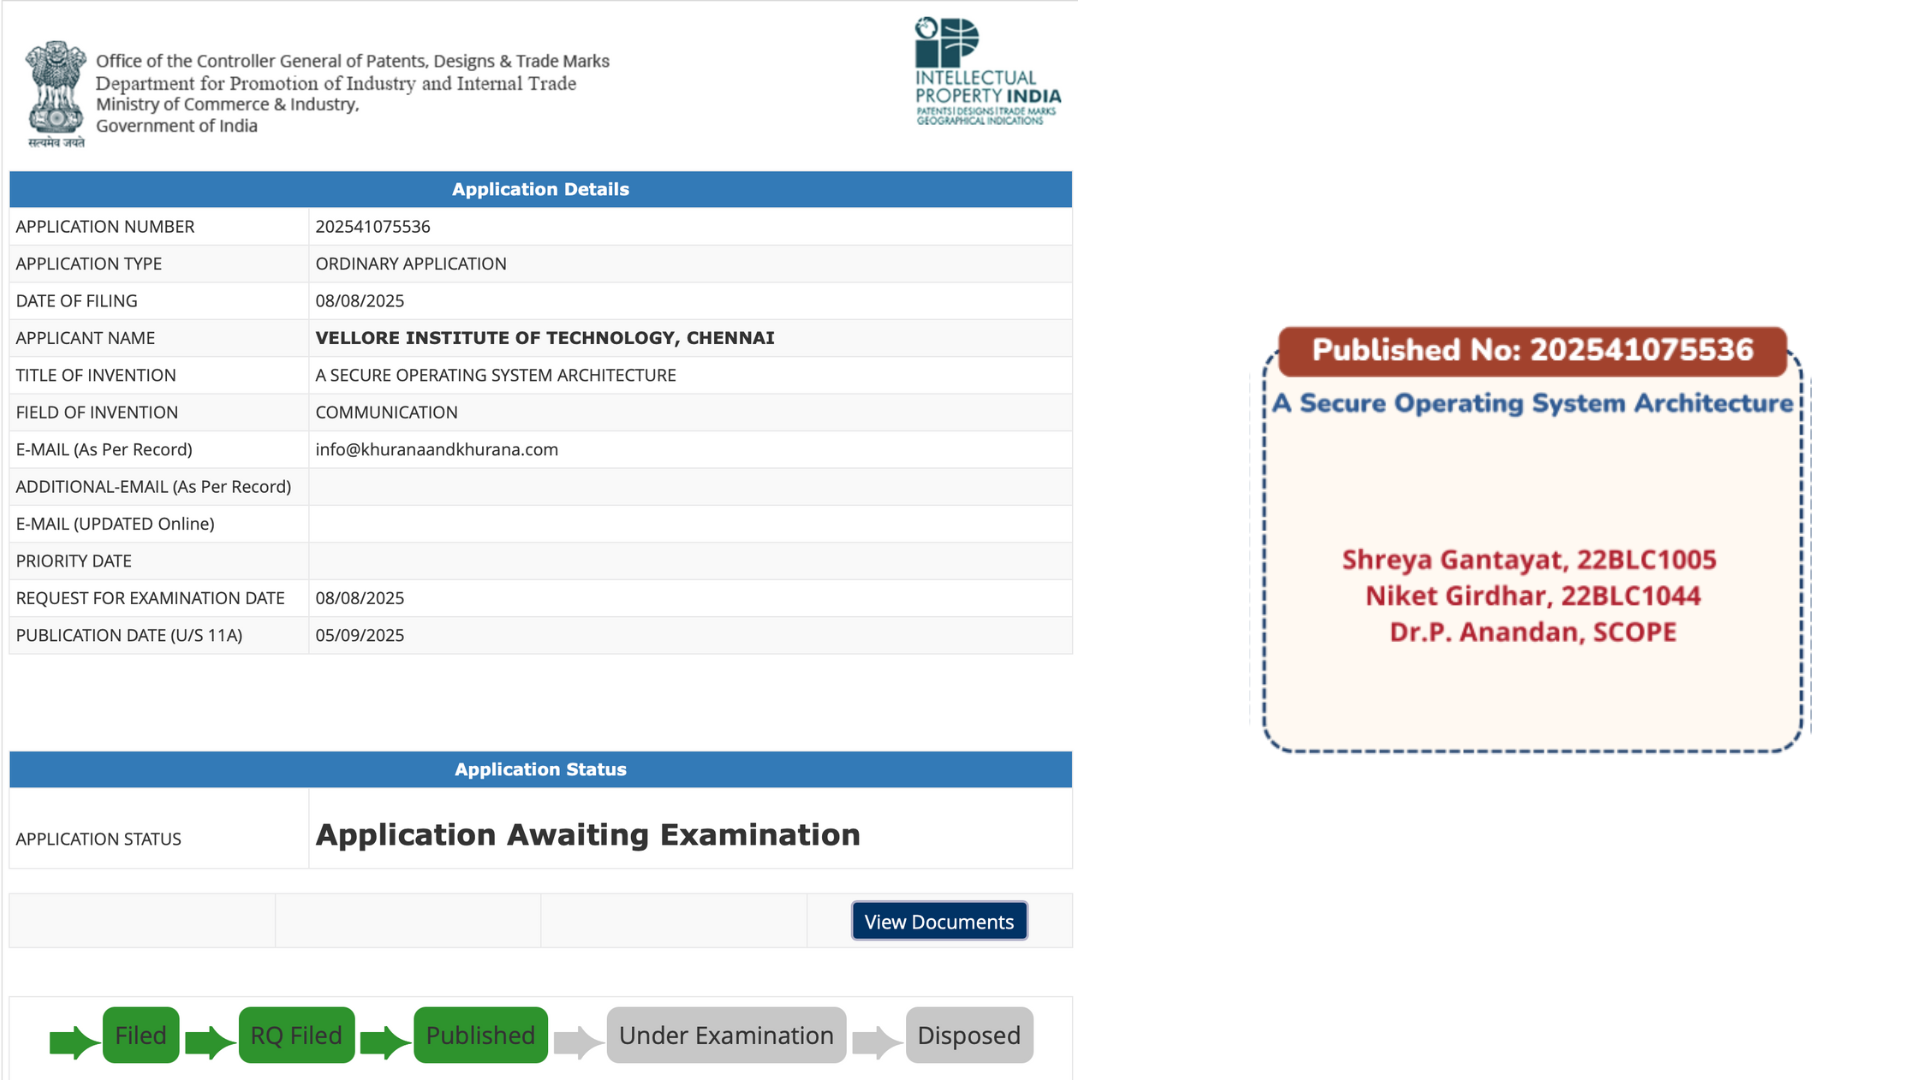 Office of the Controller General of Patents, Designs & Trade Marks
Department for Promotion of Industry and Internal Trade
Ministry of Commerce & Industry,
Government of India
सत्यमेव जयते
INTELLECTUAL
PROPERTY INDIA
PATENTS | DESIGNS | TRADE MARKS
GEOGRAPHICAL INDICATIONS
Application Details
APPLICATION NUMBER 202541075536
APPLICATION TYPE ORDINARY APPLICATION
DATE OF FILING 08/08/2025
APPLICANT NAME VELLORE INSTITUTE OF TECHNOLOGY, CHENNAI
TITLE OF INVENTION A SECURE OPERATING SYSTEM ARCHITECTURE
FIELD OF INVENTION COMMUNICATION
E-MAIL (As Per Record) info@khuranaandkhurana.com
ADDITIONAL-EMAIL (As Per Record)
E-MAIL (UPDATED Online)
PRIORITY DATE
REQUEST FOR EXAMINATION DATE 08/08/2025
PUBLICATION DATE (U/S 11A) 05/09/2025
Application Status
APPLICATION STATUS Application Awaiting Examination
View Documents
Filed RQ Filed Published Under Examination Disposed
Published No: 202541075536
A Secure Operating System Architecture
Shreya Gantayat, 22BLC1005
Niket Girdhar, 22BLC1044
Dr.P. Anandan, SCOPE